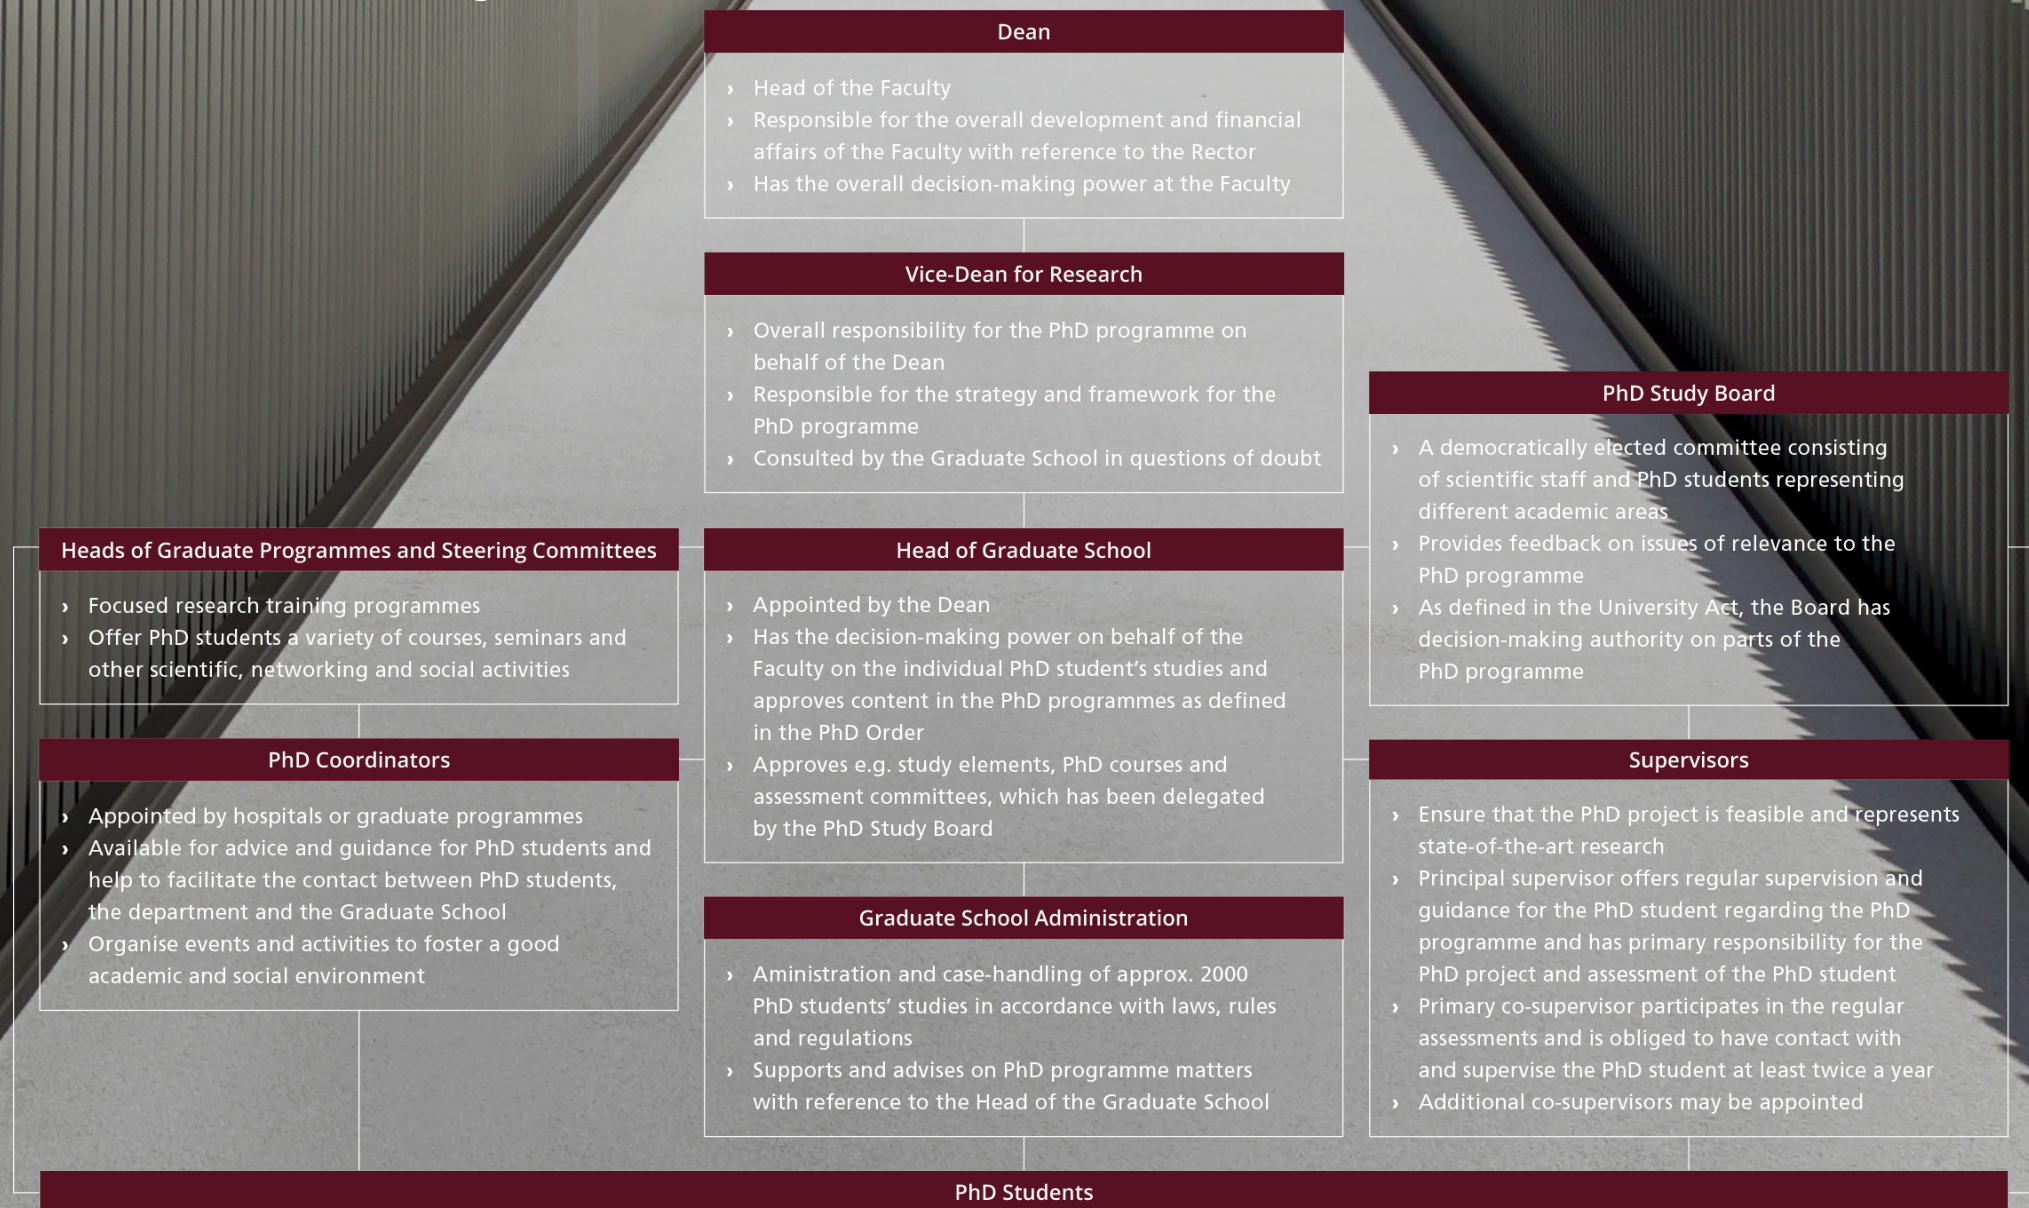 Dean
› Head of the Faculty
› Responsible for the overall development and financial
affairs of the Faculty with reference to the Rector
› Has the overall decision-making power at the Faculty
Vice-Dean for Research
› Overall responsibility for the PhD programme on
behalf of the Dean
› Responsible for the strategy and framework for the
PhD programme
› Consulted by the Graduate School in questions of doubt
PhD Study Board
› A democratically elected committee consisting
of scientific staff and PhD students representing
different academic areas
› Provides feedback on issues of relevance to the
PhD programme
› As defined in the University Act, the Board has
decision-making authority on parts of the
PhD programme
Heads of Graduate Programmes and Steering Committees
› Focused research training programmes
› Offer PhD students a variety of courses, seminars and
other scientific, networking and social activities
Head of Graduate School
› Appointed by the Dean
› Has the decision-making power on behalf of the
Faculty on the individual PhD student’s studies and
approves content in the PhD programmes as defined
in the PhD Order
› Approves e.g. study elements, PhD courses and
assessment committees, which has been delegated
by the PhD Study Board
PhD Coordinators
› Appointed by hospitals or graduate programmes
› Available for advice and guidance for PhD students and
help to facilitate the contact between PhD students,
the department and the Graduate School
› Organise events and activities to foster a good
academic and social environment
Supervisors
› Ensure that the PhD project is feasible and represents
state-of-the-art research
› Principal supervisor offers regular supervision and
guidance for the PhD student regarding the PhD
programme and has primary responsibility for the
PhD project and assessment of the PhD student
› Primary co-supervisor participates in the regular
assessments and is obliged to have contact with
and supervise the PhD student at least twice a year
› Additional co-supervisors may be appointed
Graduate School Administration
› Aministration and case-handling of approx. 2000
PhD students’ studies in accordance with laws, rules
and regulations
› Supports and advises on PhD programme matters
with reference to the Head of the Graduate School
PhD Students